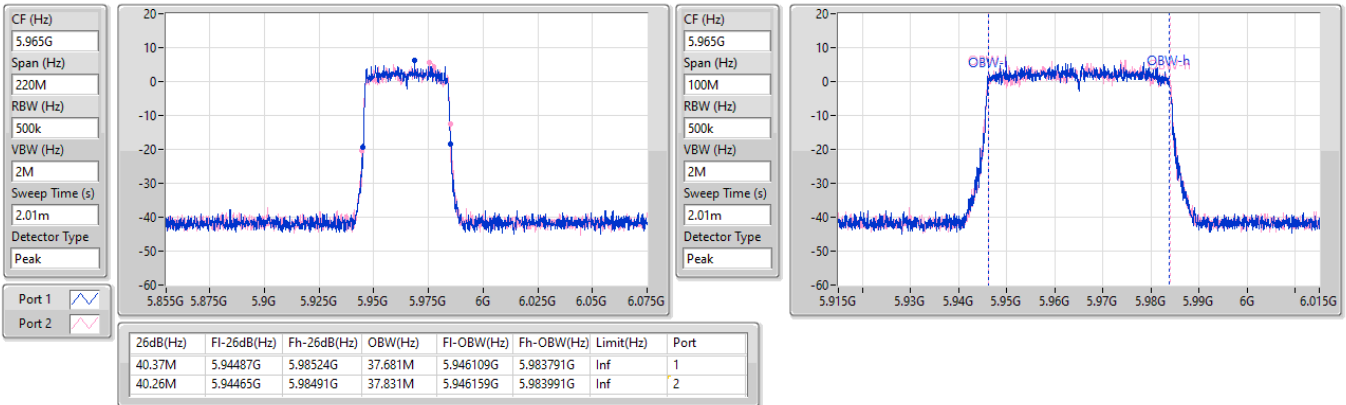 CF (Hz)
5.965G
Span (Hz)
220M
RBW (Hz)
500k
VBW (Hz)
2M
Sweep Time (s)
2.01m
Detector Type
Peak
20
10
0
-10
-20
-30
-40
-50
-60
5.855G 5.875G 5.9G 5.925G 5.95G 5.975G 6G 6.025G 6.05G 6.075G
CF (Hz)
5.965G
Span (Hz)
100M
RBW (Hz)
500k
VBW (Hz)
2M
Sweep Time (s)
2.01m
Detector Type
Peak
20
10
0
-10
-20
-30
-40
-50
-60
OBW-l OBW-h
5.915G 5.93G 5.94G 5.95G 5.96G 5.97G 5.98G 5.99G 6G 6.015G
Port 1
Port 2
26dB(Hz) Fl-26dB(Hz) Fh-26dB(Hz) OBW(Hz) Fl-OBW(Hz) Fh-OBW(Hz) Limit(Hz) Port
40.37M 5.94487G 5.98524G 37.681M 5.946109G 5.983791G Inf 1
40.26M 5.94465G 5.98491G 37.831M 5.946159G 5.983991G Inf 2